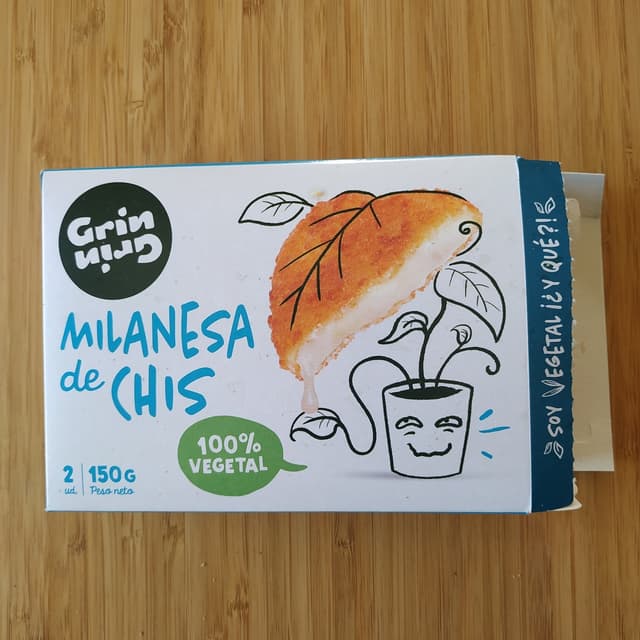 Grin
Grin
MILANESA
de CHIS
100%
VEGETAL
2 ud.
150G
Peso neto
SOY VEGETAL ¡¿Y QUÉ?!